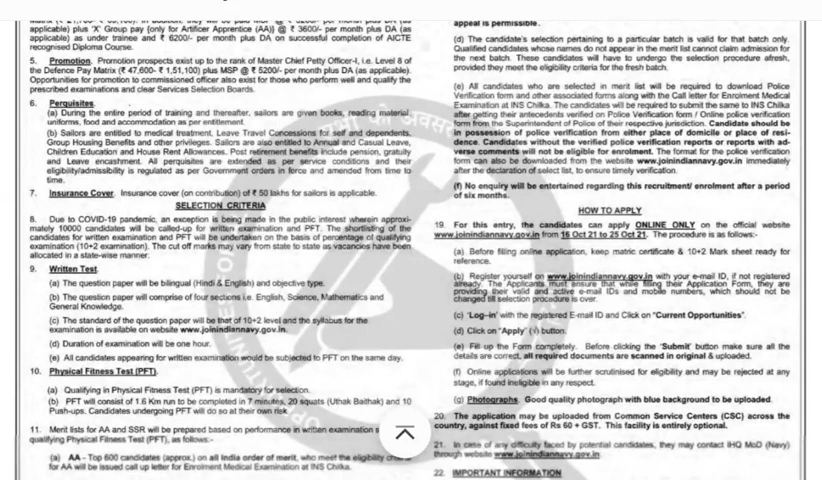 applicable) plus 'X' Group pay {only for Artificer Apprentice (AA)} @ ₹ 3600/- per month plus DA (as
applicable) as under trainee and ₹ 6200/- per month plus DA on successful completion of AICTE
recognised Diploma Course.
5. Promotion. Promotion prospects exist up to the rank of Master Chief Petty Officer-I, i.e. Level 8 of
the Defence Pay Matrix (₹ 47,600- ₹ 1,51,100) plus MSP @ ₹ 5200/- per month plus DA (as applicable).
Opportunities for promotion to commissioned officer also exist for those who perform well and qualify the
prescribed examinations and clear Services Selection Boards.
6. Perquisites.
(a) During the entire period of training and thereafter, sailors are given books, reading material,
uniforms, food and accommodation as per entitlement.
(b) Sailors are entitled to medical treatment, Leave Travel Concessions for self and dependents,
Group Housing Benefits and other privileges. Sailors are also entitled to Annual and Casual Leave,
Children Education and House Rent Allowances. Post retirement benefits include pension, gratuity
and Leave encashment. All perquisites are extended as per service conditions and their
eligibility/admissibility is regulated as per Government orders in force and amended from time to
time.
7. Insurance Cover. Insurance cover (on contribution) of ₹ 50 lakhs for sailors is applicable.
SELECTION CRITERIA
8. Due to COVID-19 pandemic, an exception is being made in the public interest wherein approxi-
mately 10000 candidates will be called-up for written examination and PFT. The shortlisting of the
candidates for written examination and PFT will be undertaken on the basis of percentage of qualifying
examination (10+2 examination). The cut off marks may vary from state to state as vacancies have been
allocated in a state-wise manner.
9. Written Test.
(a) The question paper will be bilingual (Hindi & English) and objective type.
(b) The question paper will comprise of four sections i.e. English, Science, Mathematics and
General Knowledge.
(c) The standard of the question paper will be that of 10+2 level and the syllabus for the
examination is available on website www.joinindiannavy.gov.in.
(d) Duration of examination will be one hour.
(e) All candidates appearing for written examination would be subjected to PFT on the same day.
10. Physical Fitness Test (PFT).
(a) Qualifying in Physical Fitness Test (PFT) is mandatory for selection.
(b) PFT will consist of 1.6 Km run to be completed in 7 minutes, 20 squats (Uthak Baithak) and 10
Push-ups. Candidates undergoing PFT will do so at their own risk
11. Merit lists for AA and SSR will be prepared based on performance in written examination
qualifying Physical Fitness Test (PFT), as follows:-
(a) AA - Top 600 candidates (approx.) on all India order of merit, who meet the eligibility
for AA will be issued call up letter for Enrolment Medical Examination at INS Chilka.
appeal is permissible.
(d) The candidate's selection pertaining to a particular batch is valid for that batch only.
Qualified candidates whose names do not appear in the merit list cannot claim admission for
the next batch. These candidates will have to undergo the selection procedure afresh,
provided they meet the eligibility criteria for the fresh batch.
(e) All candidates who are selected in merit list will be required to download Police
Verification form and other associated forms along with the Call letter for Enrolment Medical
Examination at INS Chilka. The candidates will be required to submit the same to INS Chilka
after getting their antecedents verified on Police Verification form / Online police verification
form from the Superintendent of Police of their respective jurisdiction. Candidate should be
in possession of police verification from either place of domicile or place of resi-
dence. Candidates without the verified police verification reports or reports with ad-
verse comments will not be eligible for enrolment. The format for the police verification
form can also be downloaded from the website www.joinindiannavy.gov.in immediately
after the declaration of select list, to ensure timely verification.
(f) No enquiry will be entertained regarding this recruitment/ enrolment after a period
of six months.
HOW TO APPLY
19. For this entry, the candidates can apply ONLINE ONLY on the official website
www.joinindiannavy.gov.in from 16 Oct 21 to 25 Oct 21. The procedure is as follows:-
(a) Before filling online application, keep matric certificate & 10+2 Mark sheet ready for
reference.
(b) Register yourself on www.joinindiannavy.gov.in with your e-mail ID, if not registered
already. The Applicants must ensure that while filling their Application Form, they are
providing their valid and active e-mail IDs and mobile numbers, which should not be
changed till selection procedure is over.
(c) 'Log-in' with the registered E-mail ID and Click on "Current Opportunities".
(d) Click on "Apply" (√) button.
(e) Fill up the Form completely. Before clicking the 'Submit' button make sure all the
details are correct, all required documents are scanned in original & uploaded.
(f) Online applications will be further scrutinised for eligibility and may be rejected at any
stage, if found ineligible in any respect.
(g) Photographs. Good quality photograph with blue background to be uploaded.
20. The application may be uploaded from Common Service Centers (CSC) across the
country, against fixed fees of Rs 60 + GST. This facility is entirely optional.
21. In case of any difficulty faced by potential candidates, they may contact IHQ MoD (Navy)
through website www.joinindiannavy.gov.in.
22. IMPORTANT INFORMATION